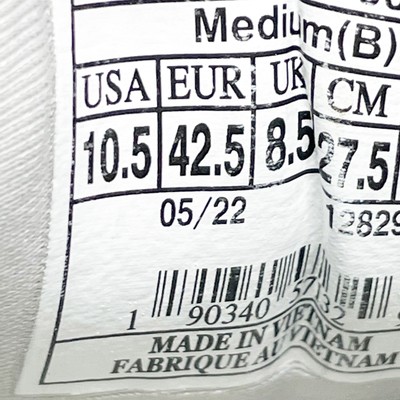 Medium(B)
USA EUR UK CM
10.5 42.5 8.5 27.5
05/22 12829
1 90340
MADE IN VIETNAM
FABRIQUE AU VIETNAM